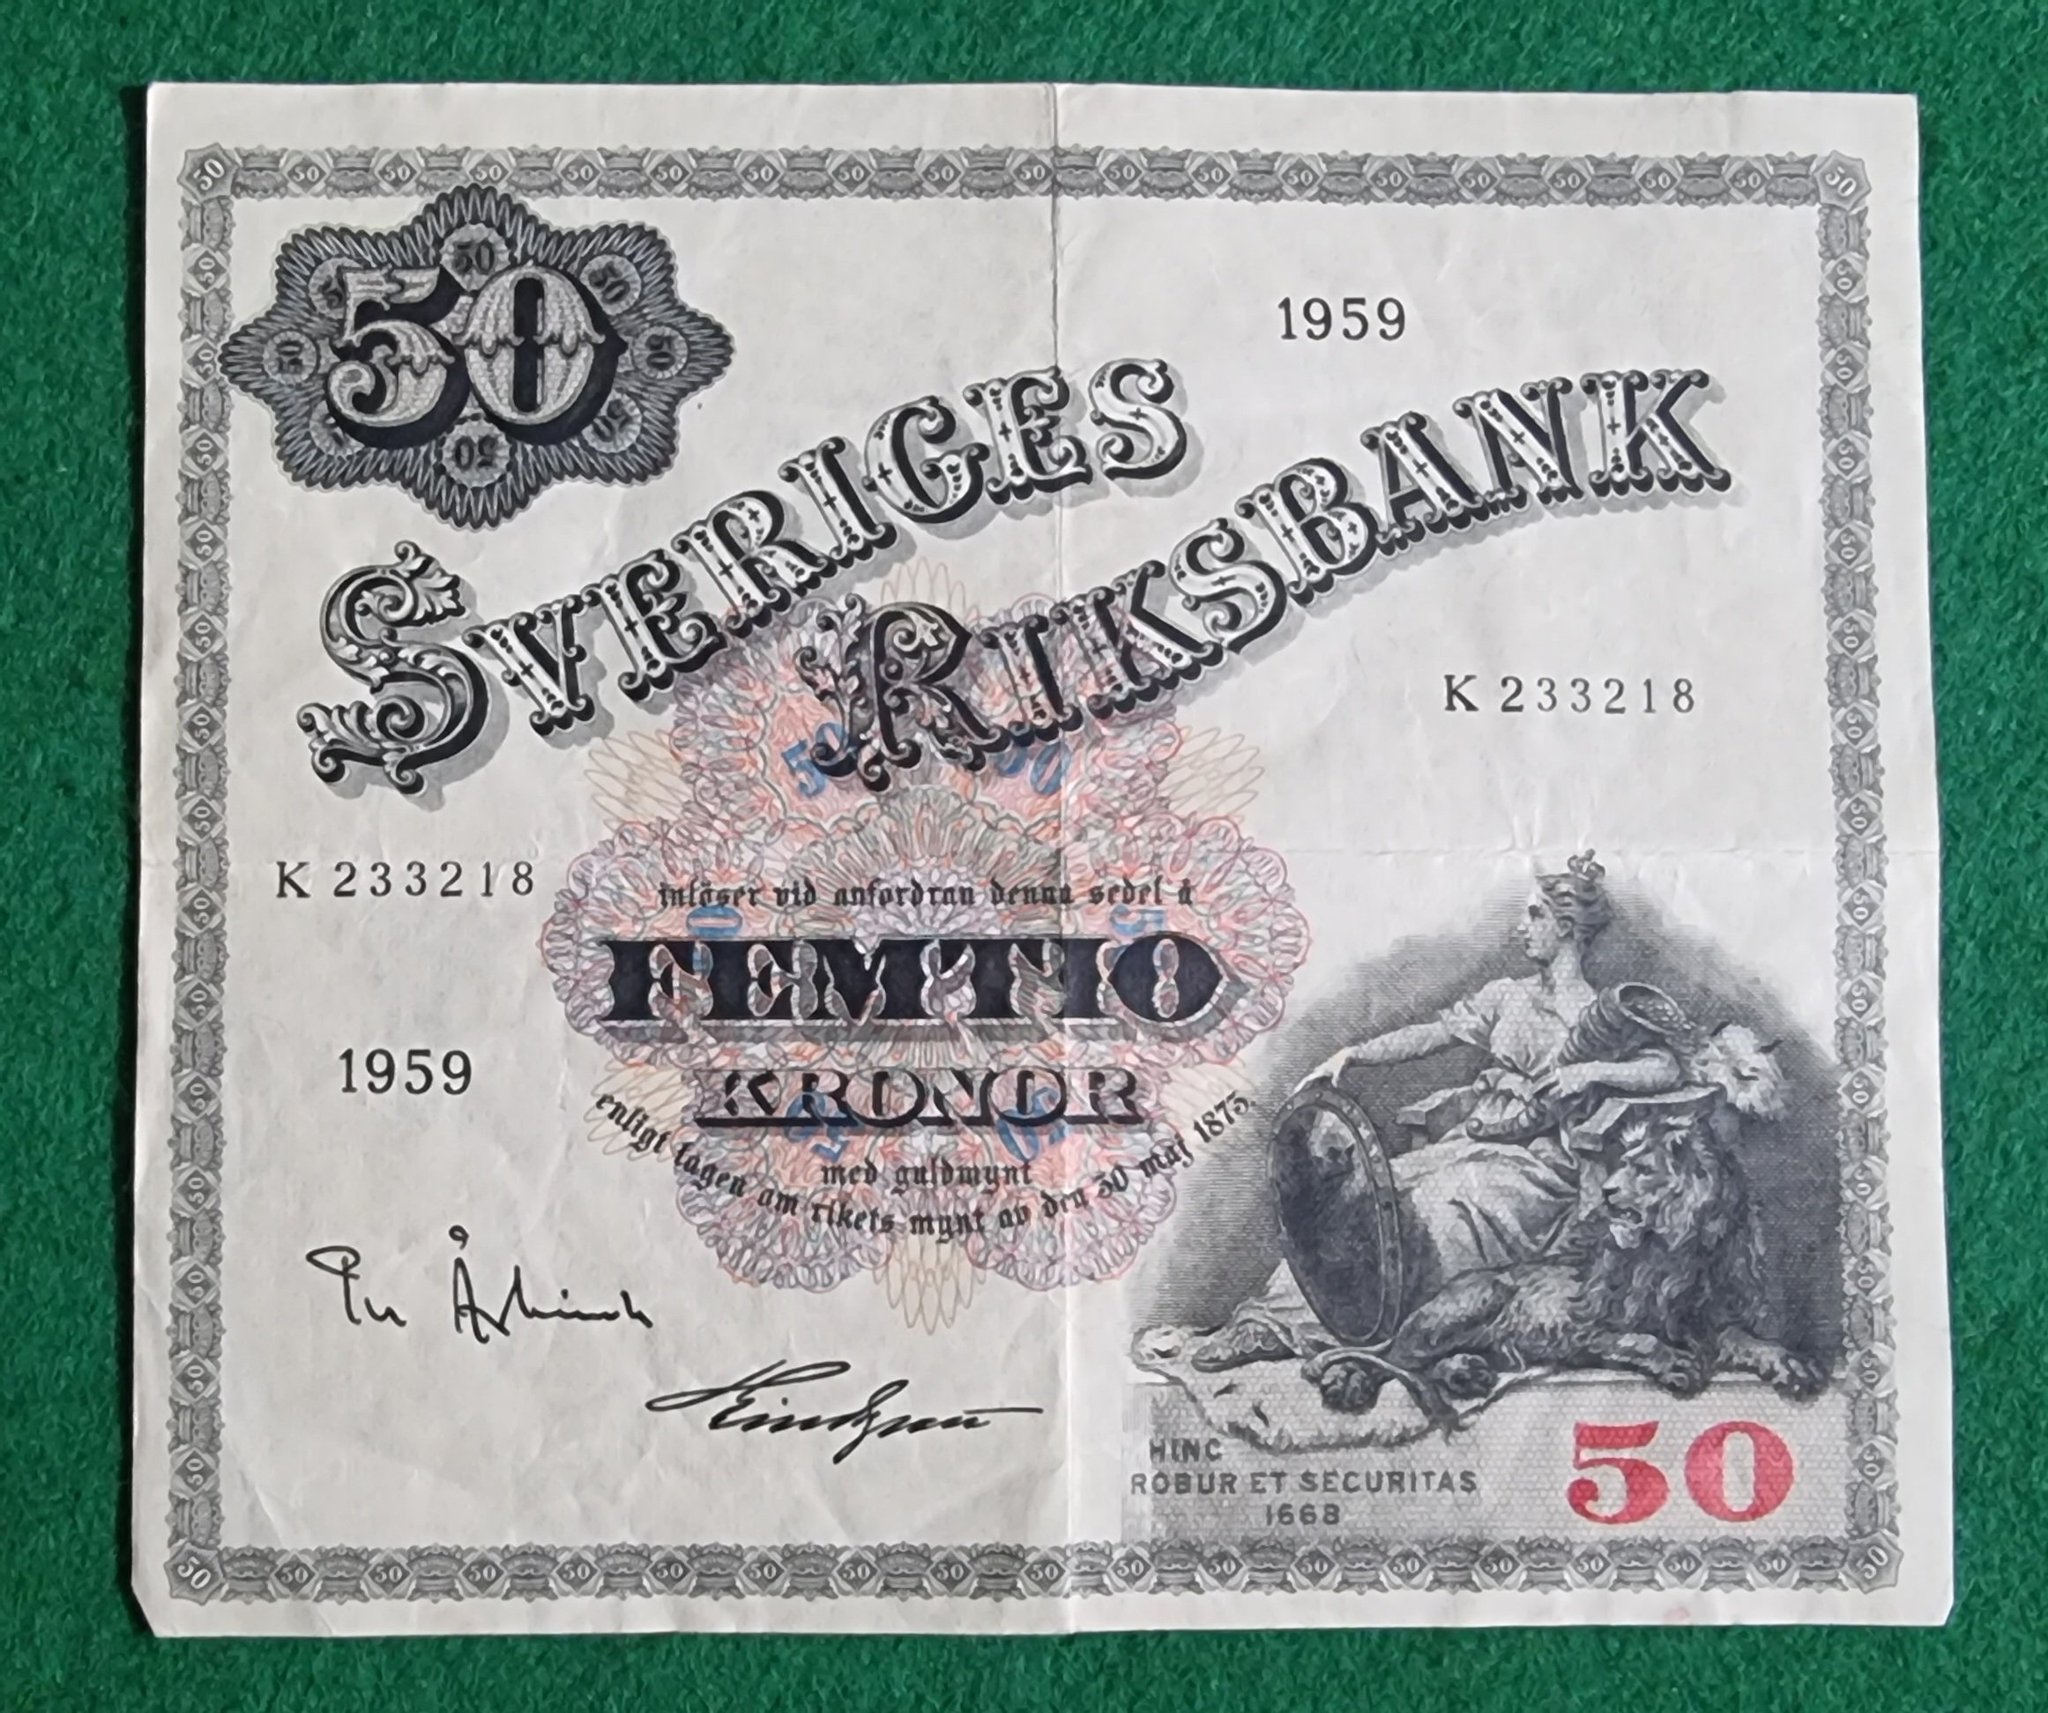 50
1959
SVERIGES
RIKSBANK
K 233218
K 233218
inlöser vid anfordran denna sedel å
FEMTIO
KRONOR
1959
med guldmynt
enligt lagen om rikets mynt av den 30 maj 1873.
HINC
ROBUR ET SECURITAS
1668
50